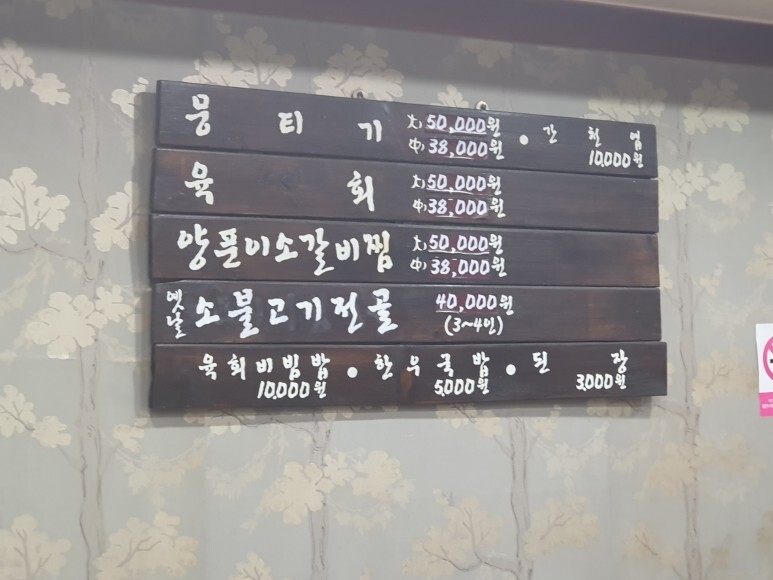 뭉 티 기 大) 50,000원 • 간 천 엽
中) 38,000원 10,000원
육 회 大) 50,000원
中) 38,000원
양푼이소갈비찜 大) 50,000원
中) 38,000원
옛날 소불고기전골 40,000원
(3~4인)
육회비빔밥 • 한우국밥 • 된 장
10,000원 5,000원 3,000원